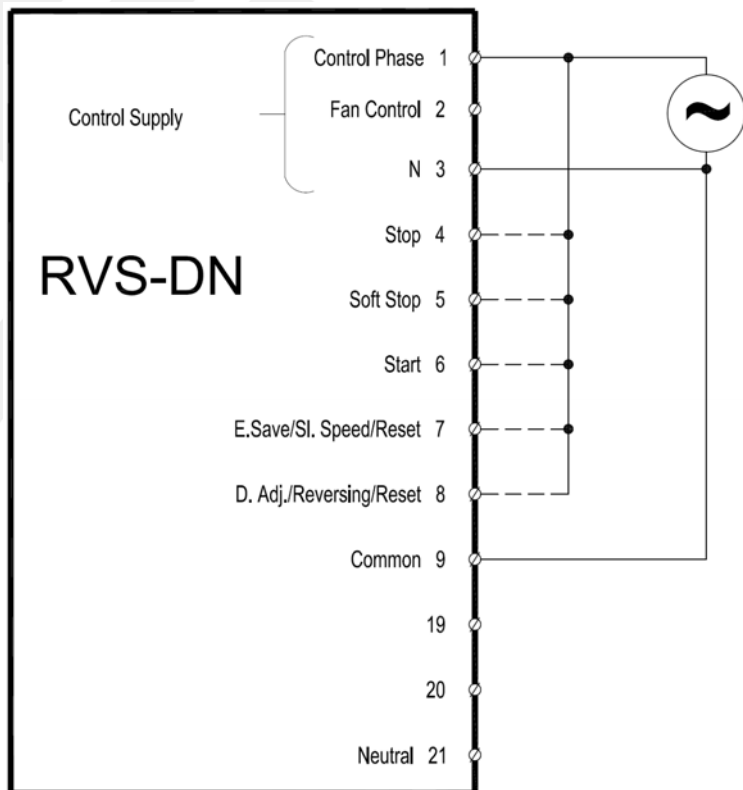 Control Phase 1
Control Supply
Fan Control 2
N 3
Stop 4
RVS-DN
Soft Stop 5
Start 6
E.Save/Sl. Speed/Reset 7
D. Adj./Reversing/Reset 8
Common 9
19
20
Neutral 21